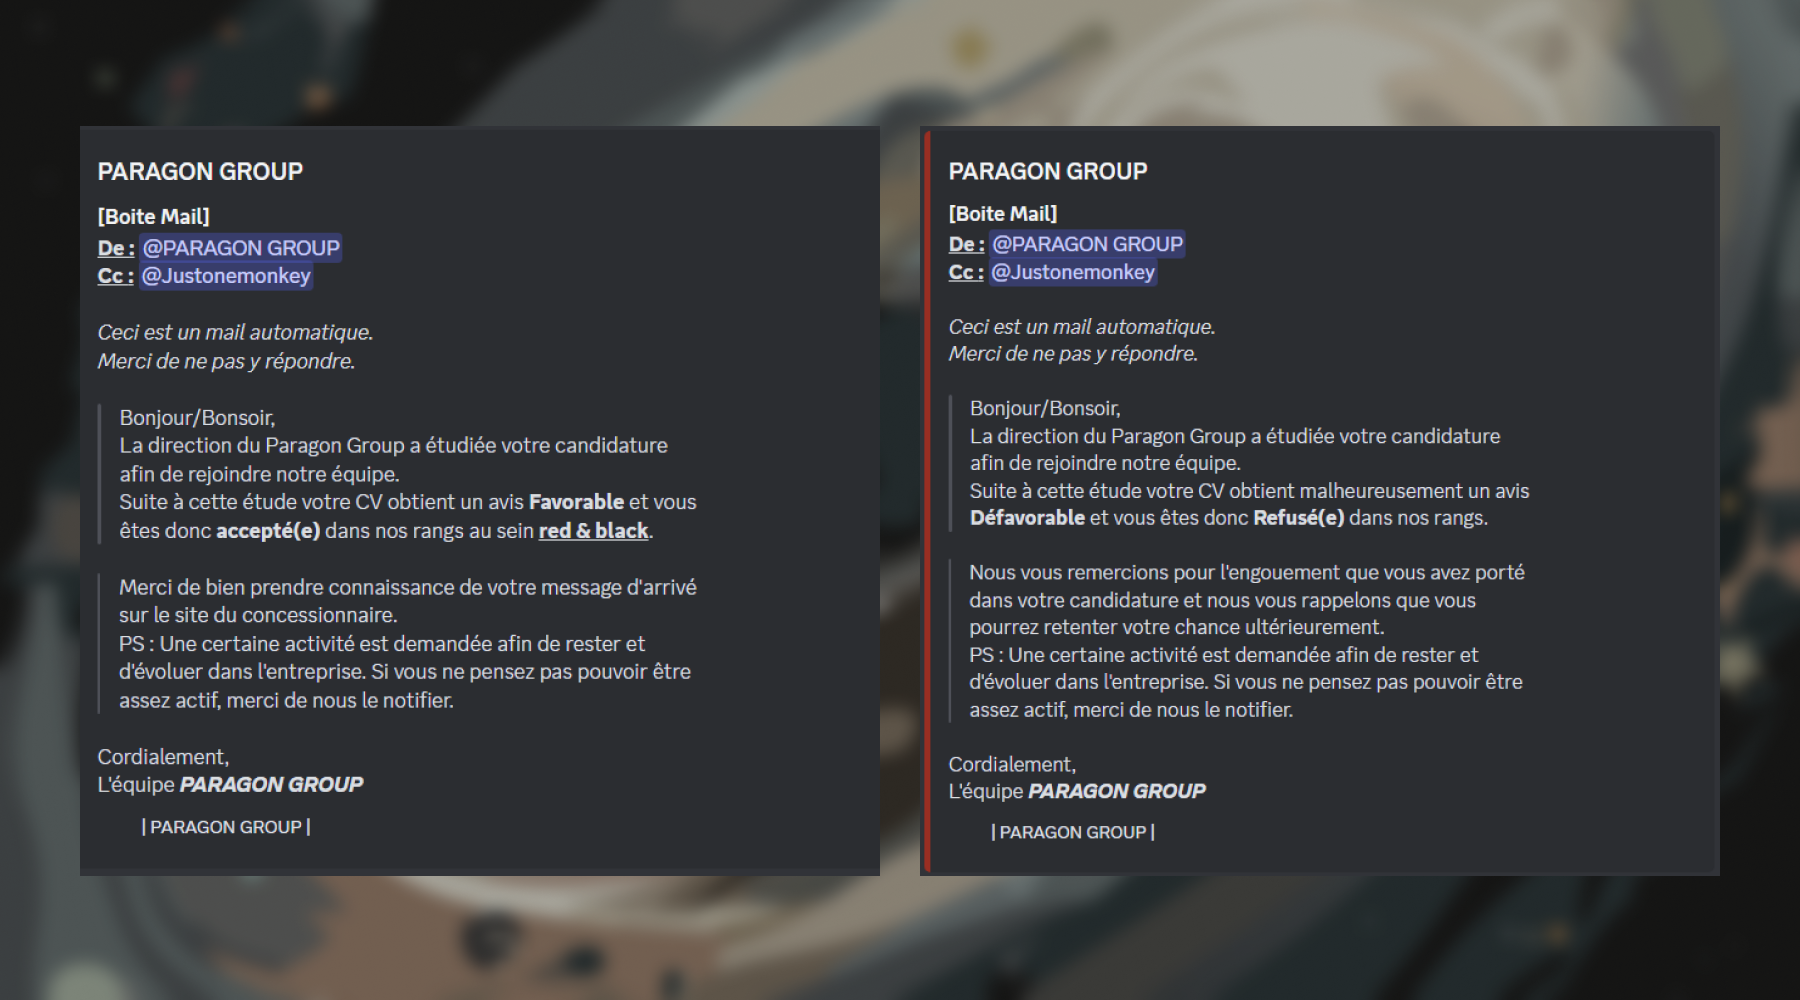 PARAGON GROUP
[Boite Mail]
De : @PARAGON GROUP
Cc : @Justonemonkey
Ceci est un mail automatique.
Merci de ne pas y répondre.
Bonjour/Bonsoir,
La direction du Paragon Group a étudiée votre candidature
afin de rejoindre notre équipe.
Suite à cette étude votre CV obtient un avis Favorable et vous
êtes donc accepté(e) dans nos rangs au sein red & black.
Merci de bien prendre connaissance de votre message d'arrivé
sur le site du concessionnaire.
PS : Une certaine activité est demandée afin de rester et
d'évoluer dans l'entreprise. Si vous ne pensez pas pouvoir être
assez actif, merci de nous le notifier.
Cordialement,
L'équipe PARAGON GROUP
| PARAGON GROUP |
PARAGON GROUP
[Boite Mail]
De : @PARAGON GROUP
Cc : @Justonemonkey
Ceci est un mail automatique.
Merci de ne pas y répondre.
Bonjour/Bonsoir,
La direction du Paragon Group a étudiée votre candidature
afin de rejoindre notre équipe.
Suite à cette étude votre CV obtient malheureusement un avis
Défavorable et vous êtes donc Refusé(e) dans nos rangs.
Nous vous remercions pour l'engouement que vous avez porté
dans votre candidature et nous vous rappelons que vous
pourrez retenter votre chance ultérieurement.
PS : Une certaine activité est demandée afin de rester et
d'évoluer dans l'entreprise. Si vous ne pensez pas pouvoir être
assez actif, merci de nous le notifier.
Cordialement,
L'équipe PARAGON GROUP
| PARAGON GROUP |